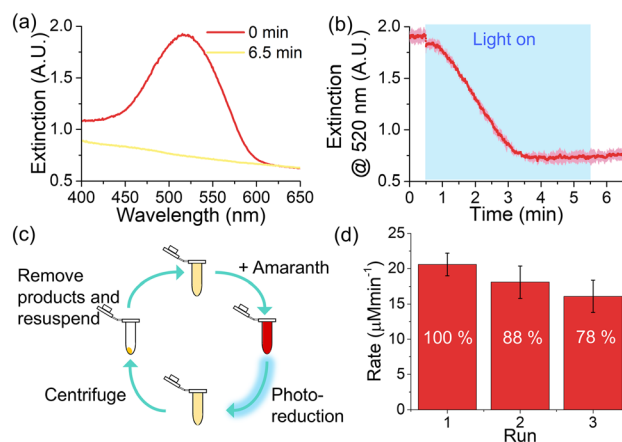 (a)
0 min
6.5 min
Extinction (A.U.)
2.0
1.5
1.0
0.5
400 450 500 550 600 650
Wavelength (nm)
(b)
Light on
Extinction
@ 520 nm (A.U.)
2.0
1.5
1.0
0.5
0 1 2 3 4 5 6
Time (min)
(c)
+ Amaranth
Remove
products and
resuspend
Centrifuge
Photo-
reduction
(d)
Rate (μMmin⁻¹)
25
20
15
10
5
0
100 %
88 %
78 %
1 2 3
Run